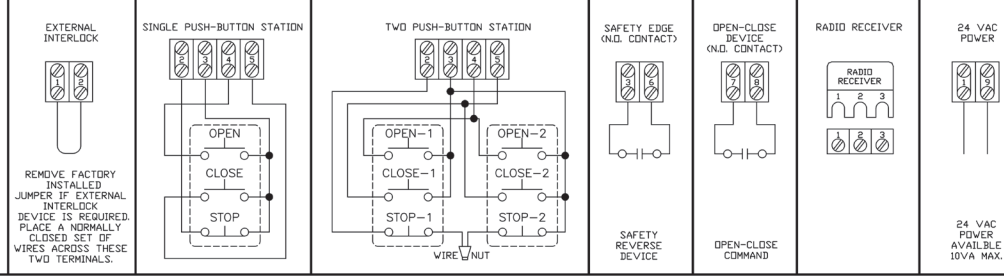 EXTERNAL
INTERLOCK
1 2
REMOVE FACTORY
INSTALLED
JUMPER IF EXTERNAL
INTERLOCK
DEVICE IS REQUIRED.
PLACE A NORMALLY
CLOSED SET OF
WIRES ACROSS THESE
TWO TERMINALS.
SINGLE PUSH-BUTTON STATION
2 3 4 5
OPEN
CLOSE
STOP
TWO PUSH-BUTTON STATION
2 3 4 5
OPEN-1 OPEN-2
CLOSE-1 CLOSE-2
STOP-1 STOP-2
WIRE NUT
SAFETY EDGE
(N.O. CONTACT)
3 6
SAFETY
REVERSE
DEVICE
OPEN-CLOSE
DEVICE
(N.O. CONTACT)
7 8
OPEN-CLOSE
COMMAND
RADIO RECEIVER
RADIO
RECEIVER
1 2 3
1 2 3
24 VAC
POWER
1 9
24 VAC
POWER
AVAILBLE
10VA MAX.